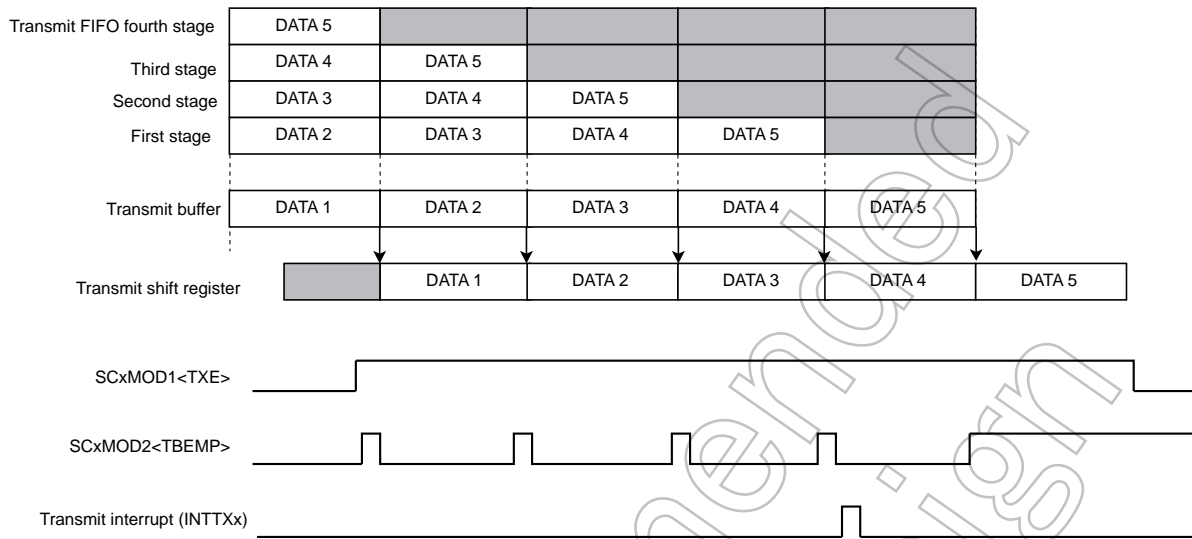 Transmit FIFO fourth stage DATA 5
Third stage DATA 4 DATA 5
Second stage DATA 3 DATA 4 DATA 5
First stage DATA 2 DATA 3 DATA 4 DATA 5
Transmit buffer DATA 1 DATA 2 DATA 3 DATA 4 DATA 5
Transmit shift register DATA 1 DATA 2 DATA 3 DATA 4 DATA 5
SCxMOD1<TXE>
SCxMOD2<TBEMP>
Transmit interrupt (INTTXx)
mended
ign